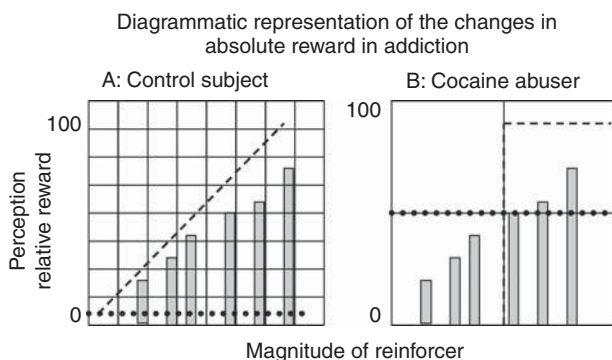 Diagrammatic representation of the changes in
absolute reward in addiction
A: Control subject
B: Cocaine abuser
100
100
Perception
relative reward
0
0
Magnitude of reinforcer